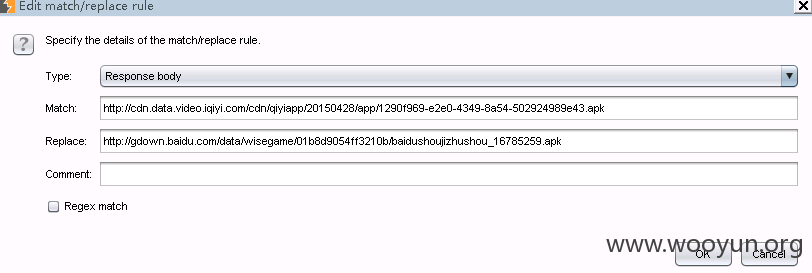 Edit match/replace rule
?
Specify the details of the match/replace rule.
Type: Response body
Match: http://cdn.data.video.iqiyi.com/cdn/qiyiapp/20150428/app/1290f969-e2e0-4349-8a54-502924989e43.apk
Replace: http://gdown.baidu.com/data/wisegame/01b8d9054ff3210b/baidushoujizhushou_16785259.apk
Comment:
Regex match
www.wooyun.org
OK Cancel